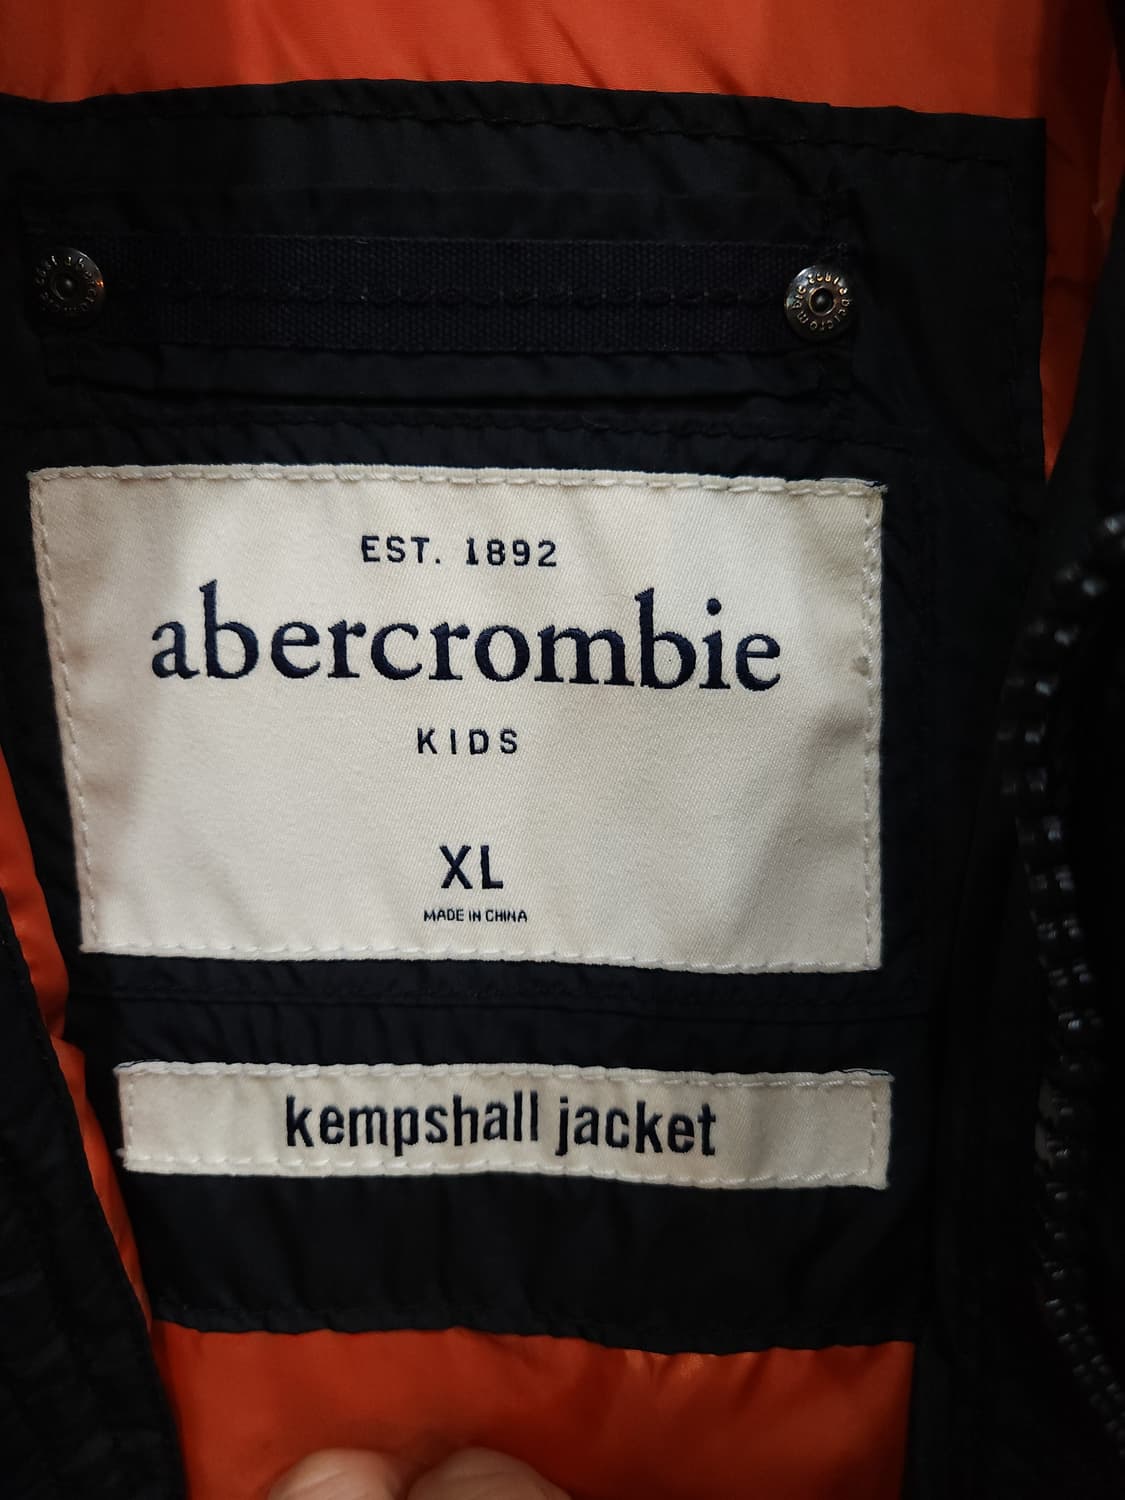 EST. 1892
abercrombie
KIDS
XL
MADE IN CHINA
kempshall jacket